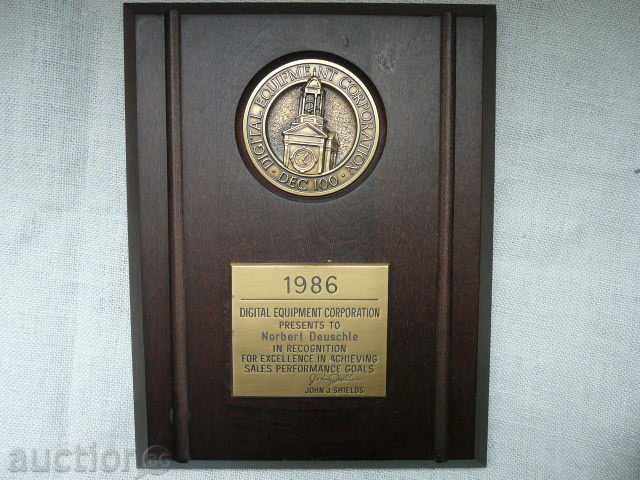 DIGITAL EQUIPMENT CORPORATION
· DEC 100 ·
1986
DIGITAL EQUIPMENT CORPORATION
PRESENTS TO
Norbert Deuschle
IN RECOGNITION
FOR EXCELLENCE IN ACHIEVING
SALES PERFORMANCE GOALS
JOHN J. SHIELDS
auction.bg